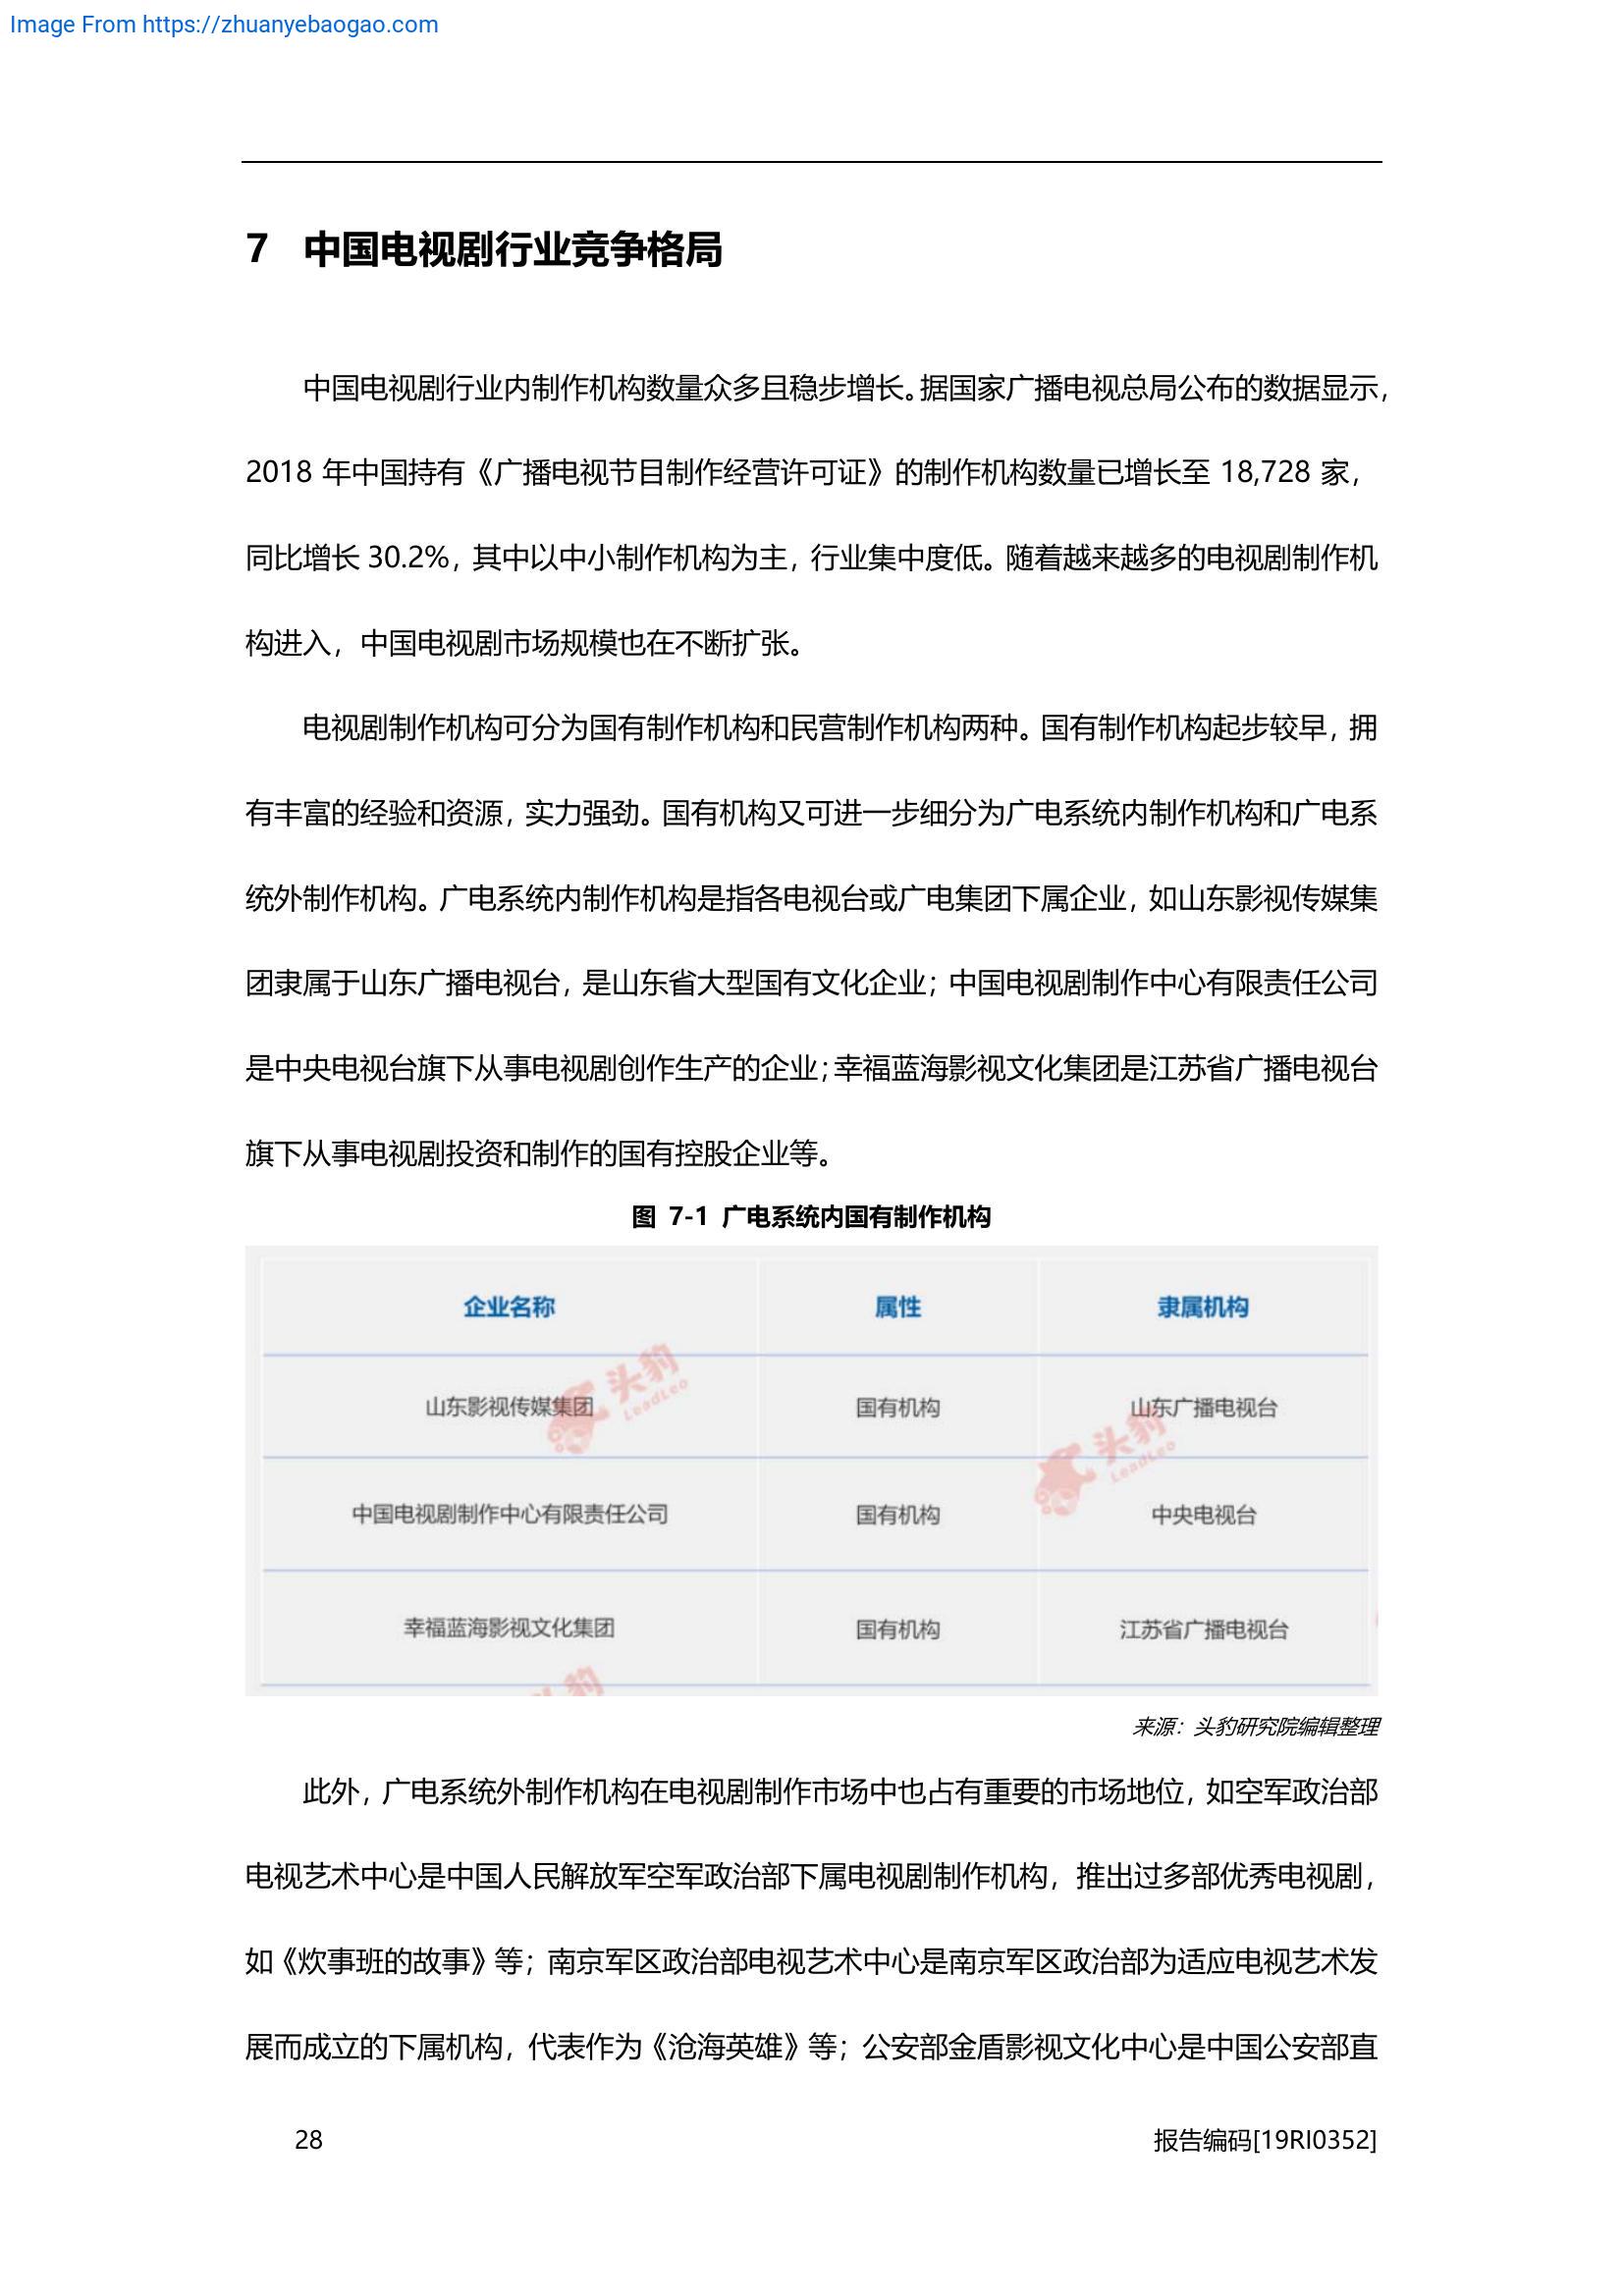 Image From https://zhuanyebaogao.com
7 中国电视剧行业竞争格局
中国电视剧行业内制作机构数量众多且稳步增长。据国家广播电视总局公布的数据显示，
2018 年中国持有《广播电视节目制作经营许可证》的制作机构数量已增长至 18,728 家，
同比增长 30.2%，其中以中小制作机构为主，行业集中度低。随着越来越多的电视剧制作机
构进入，中国电视剧市场规模也在不断扩张。
电视剧制作机构可分为国有制作机构和民营制作机构两种。国有制作机构起步较早，拥
有丰富的经验和资源，实力强劲。国有机构又可进一步细分为广电系统内制作机构和广电系
统外制作机构。广电系统内制作机构是指各电视台或广电集团下属企业，如山东影视传媒集
团隶属于山东广播电视台，是山东省大型国有文化企业；中国电视剧制作中心有限责任公司
是中央电视台旗下从事电视剧创作生产的企业；幸福蓝海影视文化集团是江苏省广播电视台
旗下从事电视剧投资和制作的国有控股企业等。
图 7-1 广电系统内国有制作机构
企业名称 属性 隶属机构
山东影视传媒集团 国有机构 山东广播电视台
中国电视剧制作中心有限责任公司 国有机构 中央电视台
幸福蓝海影视文化集团 国有机构 江苏省广播电视台
头豹
LeadLeo
头豹
LeadLeo
头豹
来源：头豹研究院编辑整理
此外，广电系统外制作机构在电视剧制作市场中也占有重要的市场地位，如空军政治部
电视艺术中心是中国人民解放军空军政治部下属电视剧制作机构，推出过多部优秀电视剧，
如《炊事班的故事》等；南京军区政治部电视艺术中心是南京军区政治部为适应电视艺术发
展而成立的下属机构，代表作为《沧海英雄》等；公安部金盾影视文化中心是中国公安部直
28 报告编码[19RI0352]